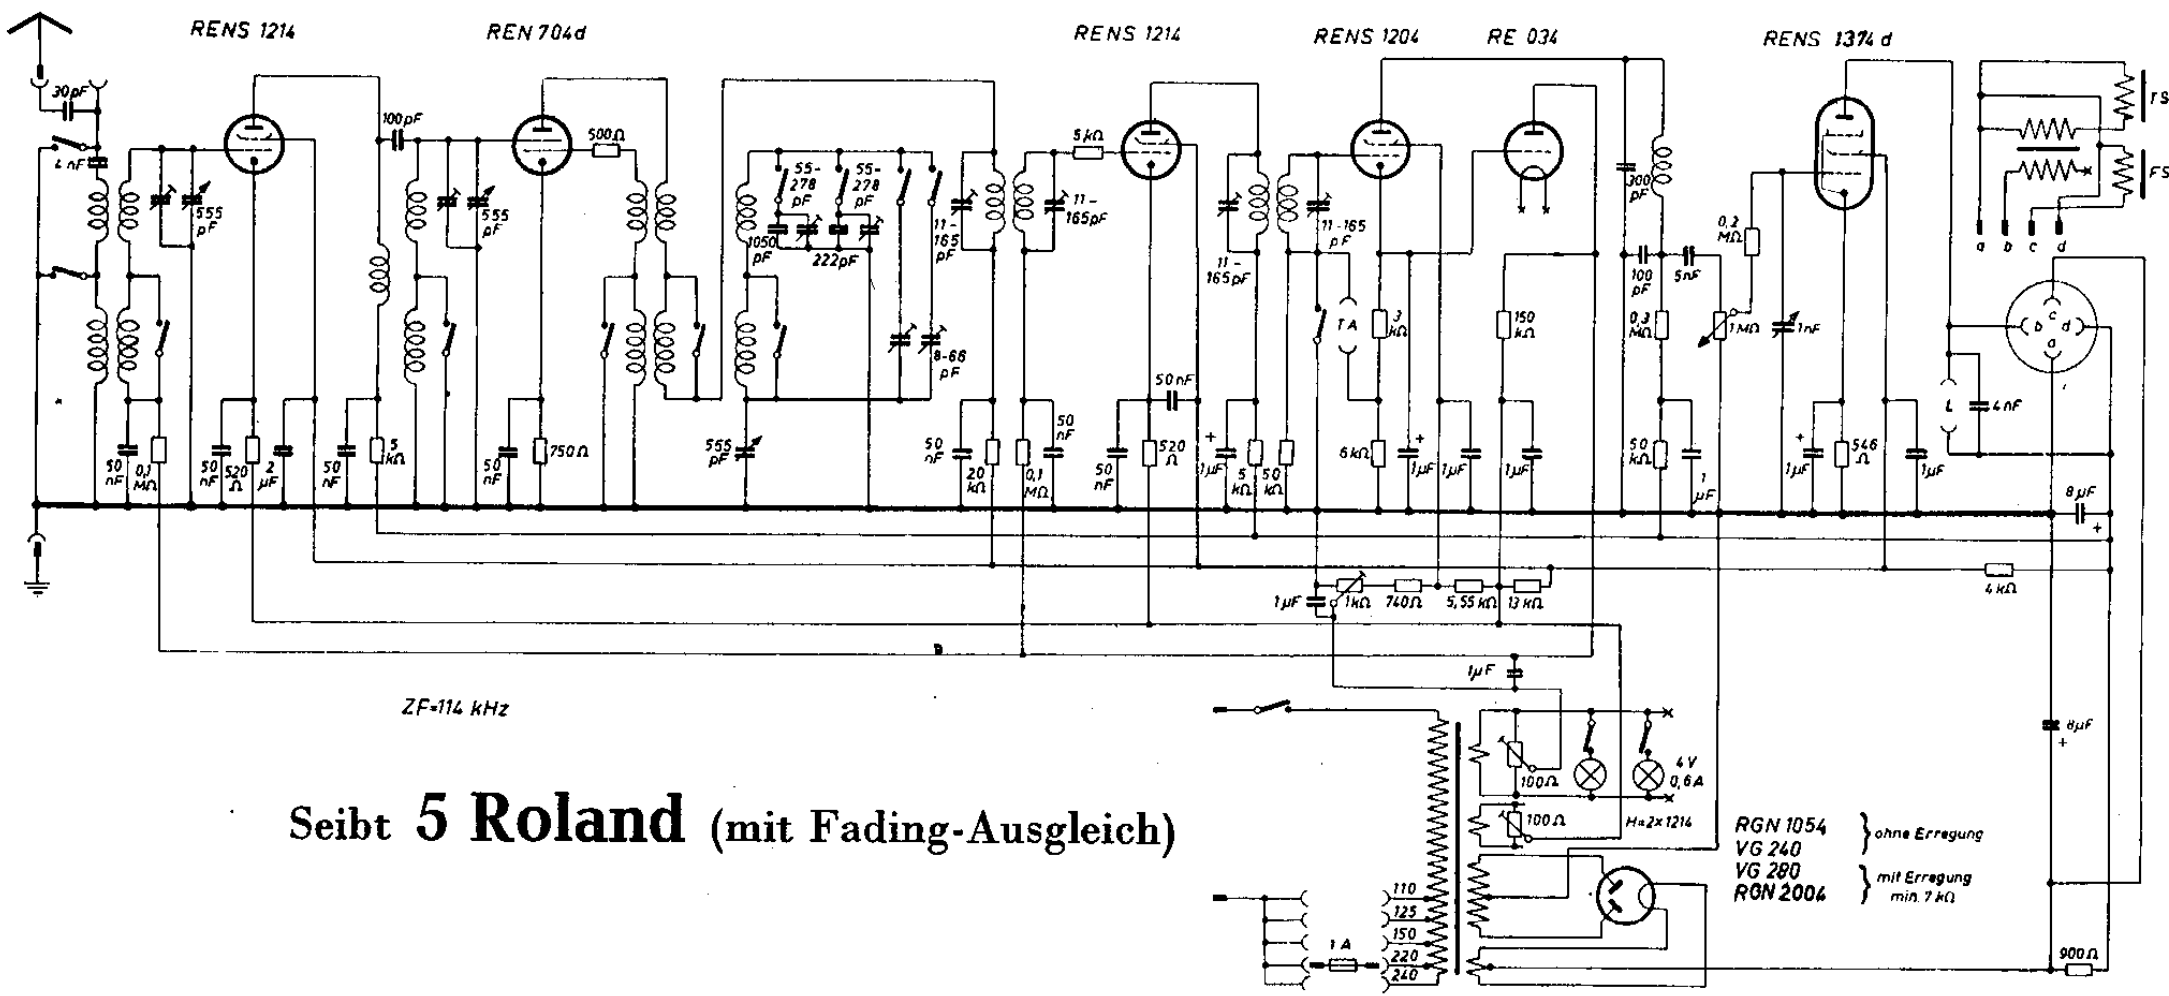 RENS 1214
REN 704d
RENS 1214
RENS 1204
RE 034
RENS 1374 d
30pF
4 nF
555
pF
100pF
555
pF
500Ω
55-
278
pF
55-
278
pF
1050
pF
222pF
11-
165
pF
8-66
pF
5kΩ
11-
165pF
11-
165pF
11-165
pF
TA
3
kΩ
150
kΩ
300
pF
100
pF
5nF
0,3
MΩ
0,2
MΩ
1MΩ
1nF
TS
FS
a b c d
c
b d
a
L
4nF
50
nF
0,1
MΩ
50
nF
520
Ω
2
µF
50
nF
5
kΩ
50
nF
750Ω
555
pF
50
nF
20
kΩ
0,1
MΩ
50
nF
50nF
50
nF
520
Ω
+
1µF
5
kΩ
50
kΩ
6kΩ
+
1µF
1µF
1µF
50
kΩ
1
µF
+
1µF
546
Ω
1µF
8µF
+
1µF
1kΩ
740Ω
5,55 kΩ
13 kΩ
4 kΩ
1µF
ZF=114 kHz
8µF
+
100Ω
4V
0,6A
100Ω
H=2×1214
Seibt 5 Roland (mit Fading-Ausgleich)
RGN 1054
VG 240
ohne Erregung
VG 280
RGN 2004
mit Erregung
min. 7 kΩ
110
125
150
220
240
1 A
900Ω